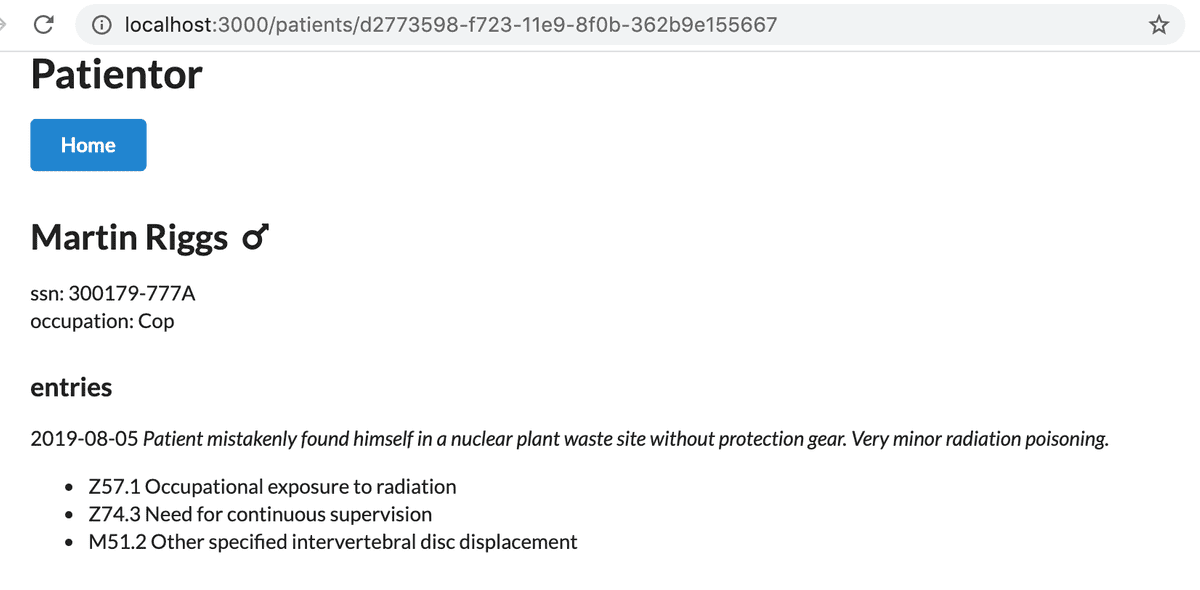 localhost:3000/patients/d2773598-f723-11e9-8f0b-362b9e155667
Patientor
Home
Martin Riggs ♂
ssn: 300179-777A
occupation: Cop
entries
2019-08-05 Patient mistakenly found himself in a nuclear plant waste site without protection gear. Very minor radiation poisoning.
• Z57.1 Occupational exposure to radiation
• Z74.3 Need for continuous supervision
• M51.2 Other specified intervertebral disc displacement